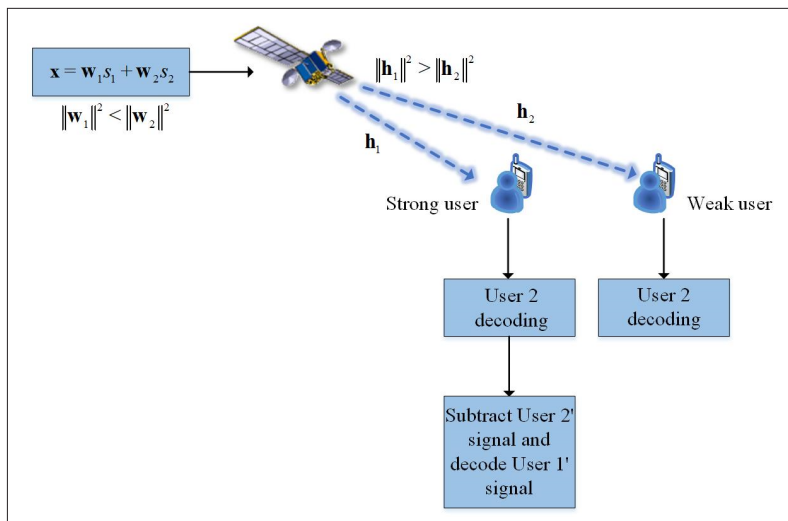 𝐱 = 𝐰₁s₁ + 𝐰₂s₂
‖𝐰₁‖² < ‖𝐰₂‖²
‖𝐡₁‖² > ‖𝐡₂‖²
𝐡₂
𝐡₁
Strong user
Weak user
User 2
decoding
User 2
decoding
Subtract User 2'
signal and
decode User 1'
signal